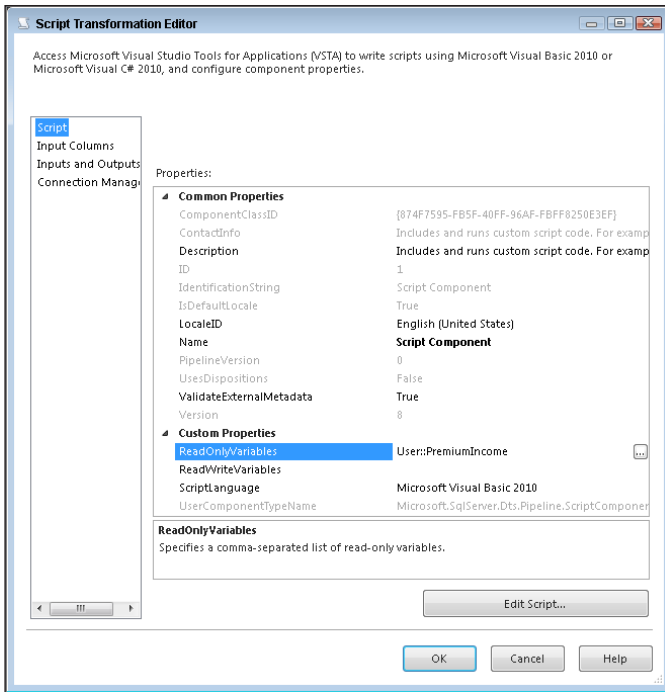 Script Transformation Editor
Access Microsoft Visual Studio Tools for Applications (VSTA) to write scripts using Microsoft Visual Basic 2010 or
Microsoft Visual C# 2010, and configure component properties.
Script
Input Columns
Inputs and Outputs
Connection Manag
Properties:
Common Properties
ComponentClassID {874F7595-FB5F-40FF-96AF-FBFF8250E3EF}
ContactInfo Includes and runs custom script code. For examp
Description Includes and runs custom script code. For examp
ID 1
IdentificationString Script Component
IsDefaultLocale True
LocaleID English (United States)
Name Script Component
PipelineVersion 0
UsesDispositions False
ValidateExternalMetadata True
Version 8
Custom Properties
ReadOnlyVariables User::PremiumIncome ...
ReadWriteVariables
ScriptLanguage Microsoft Visual Basic 2010
UserComponentTypeName Microsoft.SqlServer.Dts.Pipeline.ScriptComponen
ReadOnlyVariables
Specifies a comma-separated list of read-only variables.
Edit Script...
OK Cancel Help